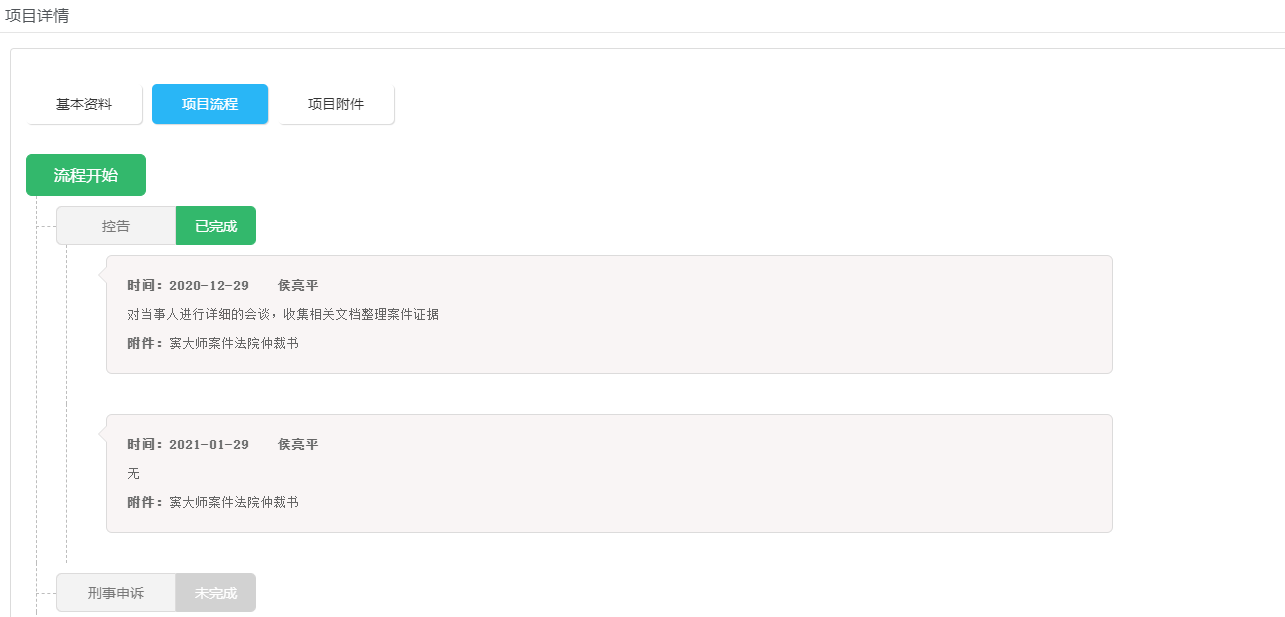 项目详情
基本资料 项目流程 项目附件
流程开始
控告 已完成
时间：2020-12-29 侯亮平
对当事人进行详细的会谈，收集相关文档整理案件证据
附件：窦大师案件法院仲裁书
时间：2021-01-29 侯亮平
无
附件：窦大师案件法院仲裁书
刑事申诉 未完成